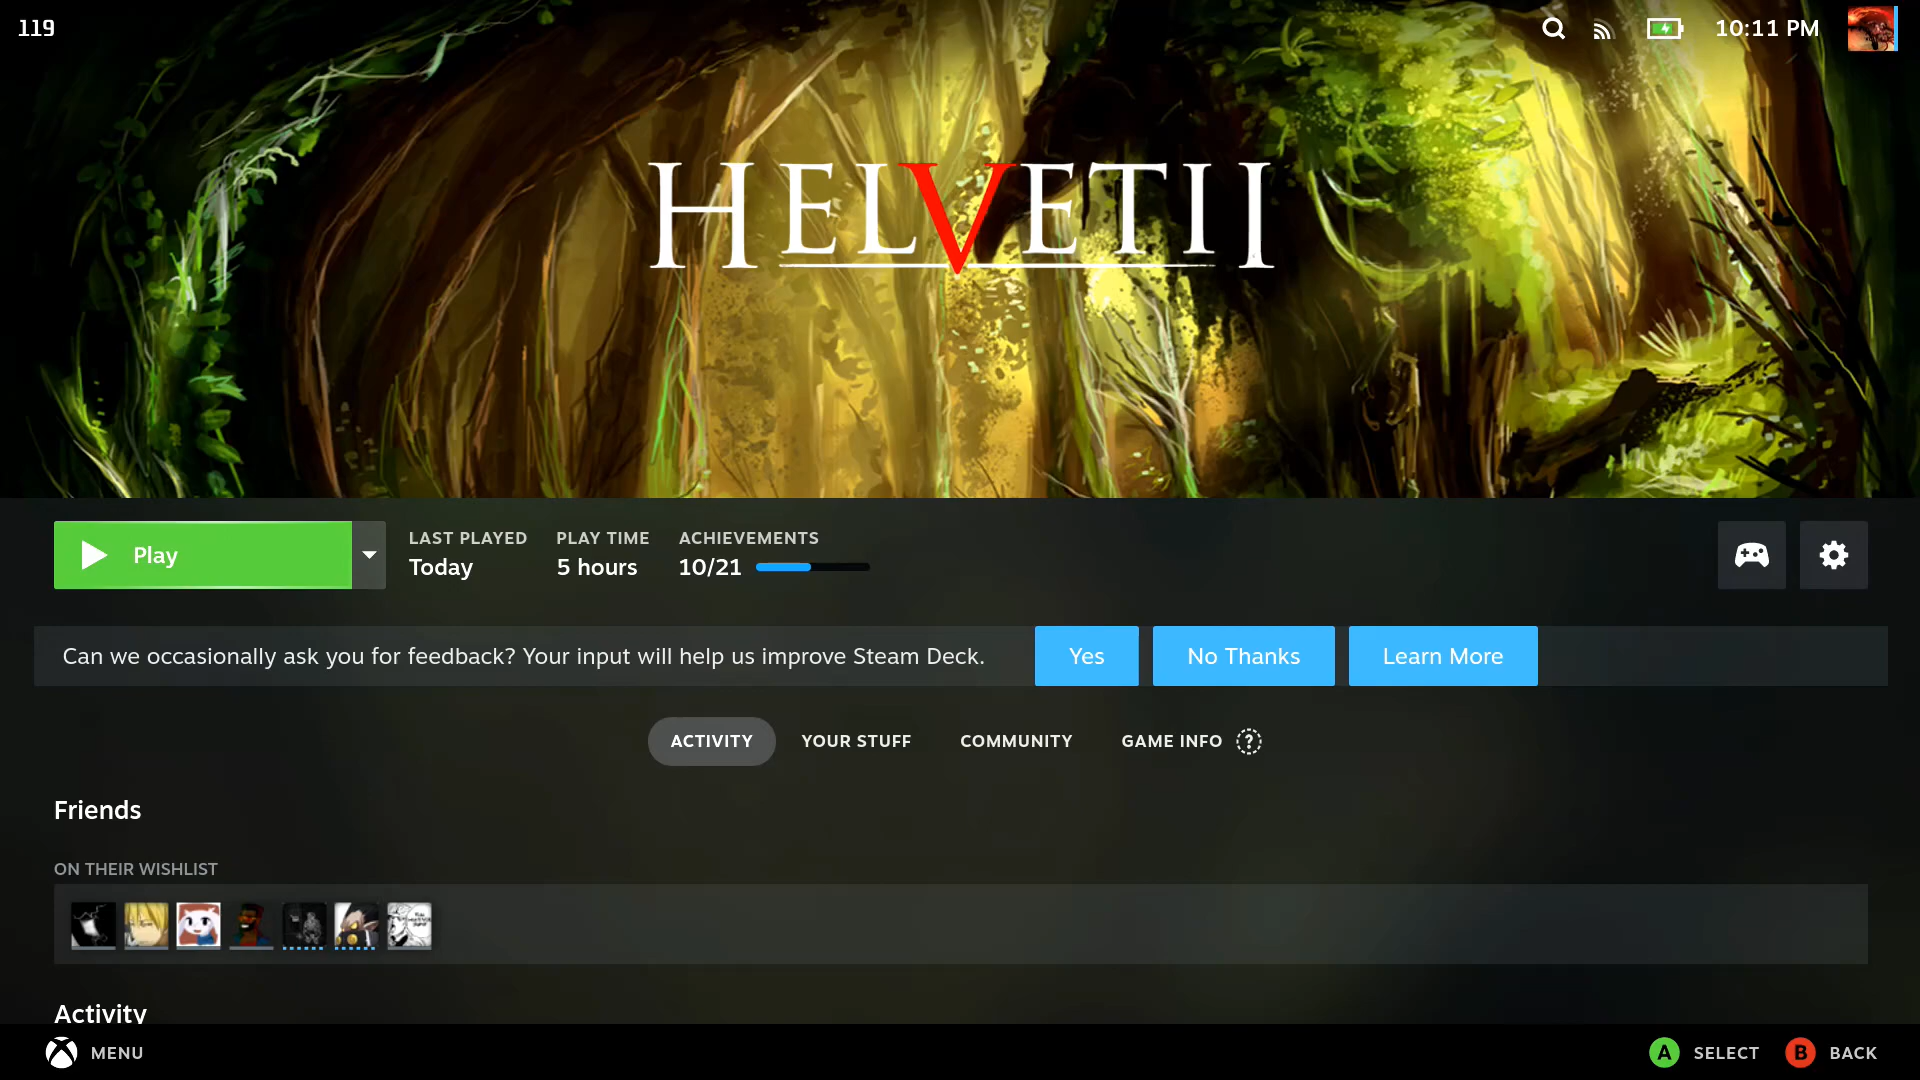 119
10:11 PM
HELVETII
Play
LAST PLAYED
Today
PLAY TIME
5 hours
ACHIEVEMENTS
10/21
Can we occasionally ask you for feedback? Your input will help us improve Steam Deck.
Yes
No Thanks
Learn More
ACTIVITY
YOUR STUFF
COMMUNITY
GAME INFO
?
Friends
ON THEIR WISHLIST
Activity
MENU
A SELECT
B BACK